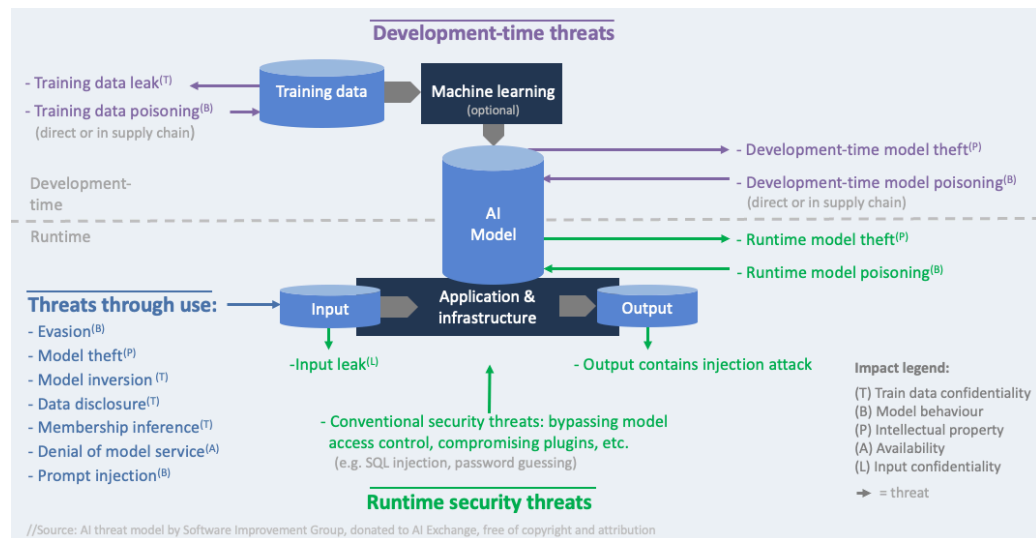 Development-time threats
- Training data leak(T)
- Training data poisoning(B)
(direct or in supply chain)
Training data
Machine learning
(optional)
- Development-time model theft(P)
- Development-time model poisoning(B)
(direct or in supply chain)
Development-
time
Runtime
AI
Model
- Runtime model theft(P)
- Runtime model poisoning(B)
Threats through use:
- Evasion(B)
- Model theft(P)
- Model inversion (T)
- Data disclosure(T)
- Membership inference(T)
- Denial of model service(A)
- Prompt injection(B)
Input
Application &
infrastructure
Output
-Input leak(L)
- Output contains injection attack
- Conventional security threats: bypassing model
access control, compromising plugins, etc.
(e.g. SQL injection, password guessing)
Runtime security threats
Impact legend:
(T) Train data confidentiality
(B) Model behaviour
(P) Intellectual property
(A) Availability
(L) Input confidentiality
= threat
//Source: AI threat model by Software Improvement Group, donated to AI Exchange, free of copyright and attribution